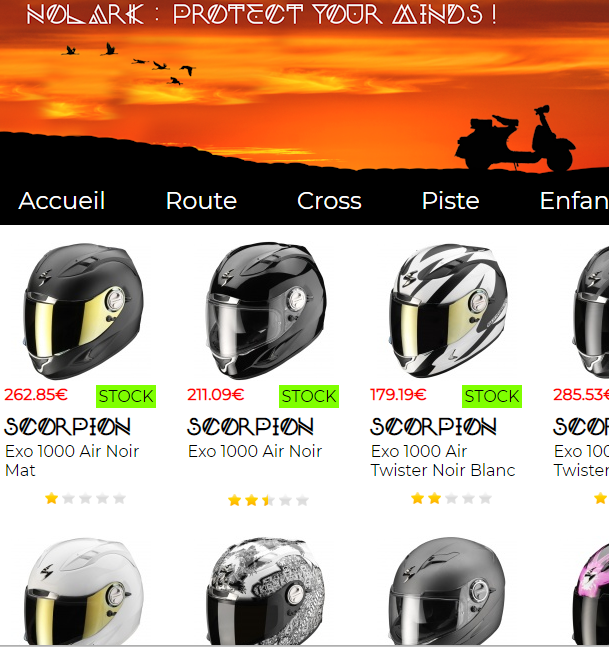 NOLARK : PROTECT YOUR MINDS !
Accueil Route Cross Piste Enfan
262.85€ STOCK 211.09€ STOCK 179.19€ STOCK 285.53€
SCORPION SCORPION SCORPION SCOR
Exo 1000 Air Noir Mat
Exo 1000 Air Noir
Exo 1000 Air
Twister Noir Blanc
Exo 100
Twister